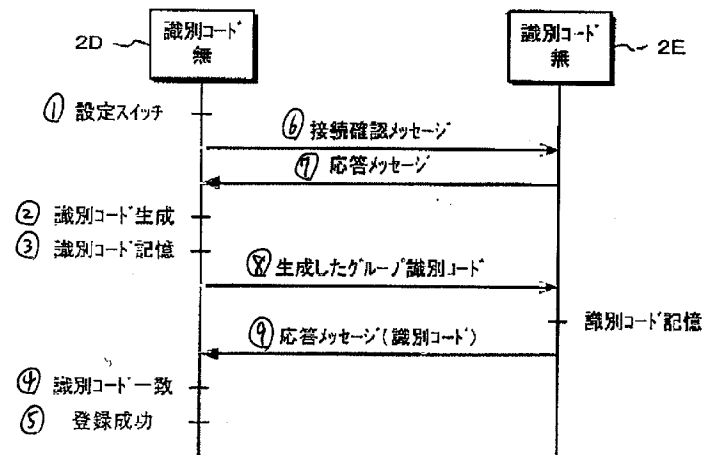 2D
識別コード
無
識別コード
無
2E
① 設定スイッチ
⑥ 接続確認メッセージ
⑦ 応答メッセージ
② 識別コード生成
③ 識別コード記憶
⑧ 生成したグループ識別コード
識別コード記憶
⑨ 応答メッセージ(識別コード)
④ 識別コード一致
⑤ 登録成功